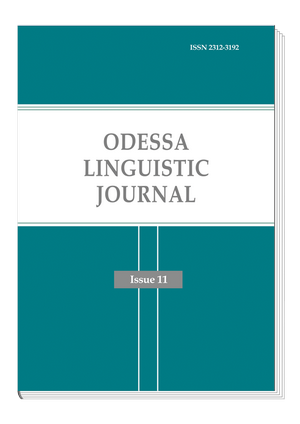 ISSN 2312-3192
ODESSA
LINGUISTIC
JOURNAL
Issue 11